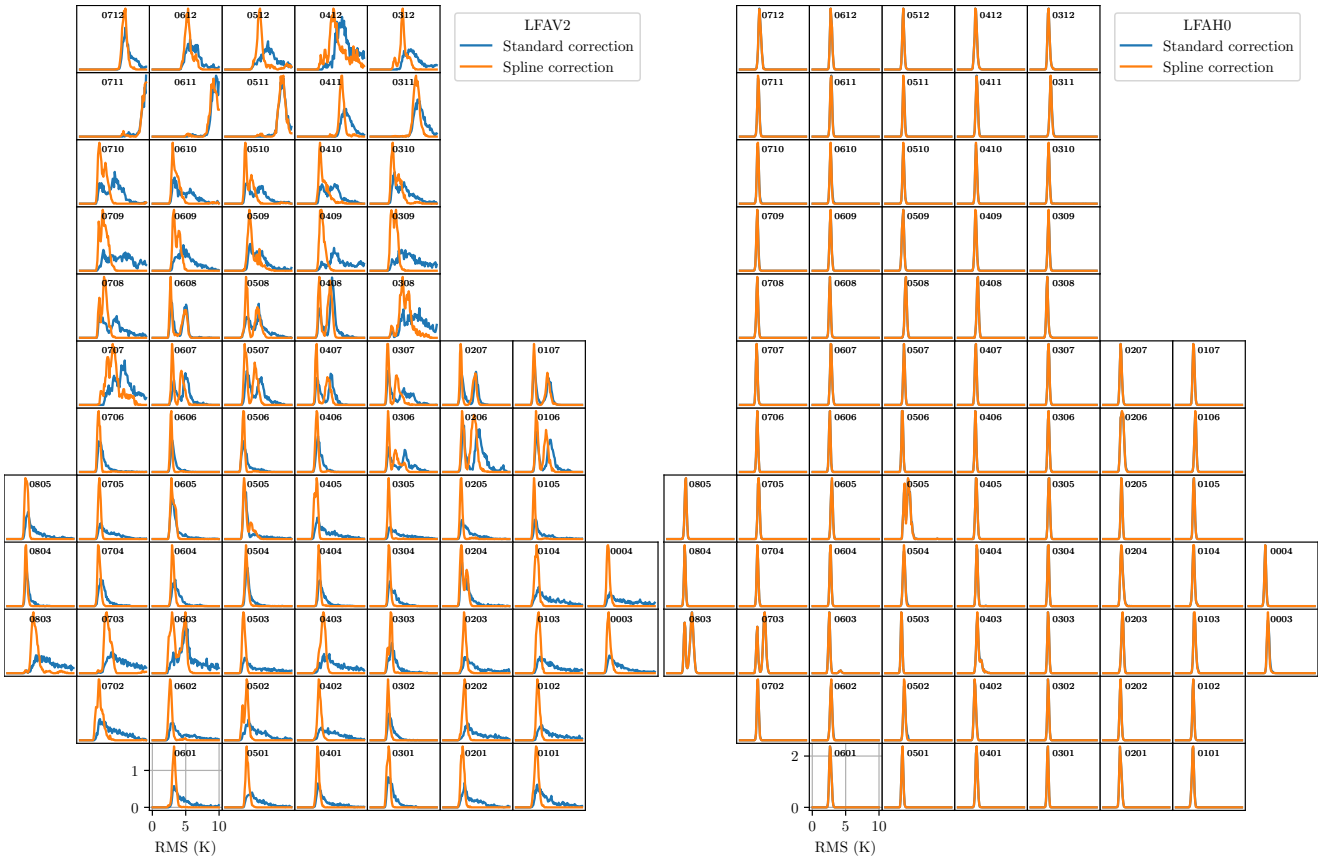 0712 0612 0512 0412 0312
LFAV2
Standard correction
Spline correction
0711 0611 0511 0411 0311
0710 0610 0510 0410 0310
0709 0609 0509 0409 0309
0708 0608 0508 0408 0308
0707 0607 0507 0407 0307 0207 0107
0706 0606 0506 0406 0306 0206 0106
0805 0705 0605 0505 0405 0305 0205 0105
0804 0704 0604 0504 0404 0304 0204 0104 0004
0803 0703 0603 0503 0403 0303 0203 0103 0003
0702 0602 0502 0402 0302 0202 0102
0601 0501 0401 0301 0201 0101
1
0
0 5 10
RMS (K)
0712 0612 0512 0412 0312
LFAH0
Standard correction
Spline correction
0711 0611 0511 0411 0311
0710 0610 0510 0410 0310
0709 0609 0509 0409 0309
0708 0608 0508 0408 0308
0707 0607 0507 0407 0307 0207 0107
0706 0606 0506 0406 0306 0206 0106
0805 0705 0605 0505 0405 0305 0205 0105
0804 0704 0604 0504 0404 0304 0204 0104 0004
0803 0703 0603 0503 0403 0303 0203 0103 0003
0702 0602 0502 0402 0302 0202 0102
0601 0501 0401 0301 0201 0101
2
0
0 5 10
RMS (K)